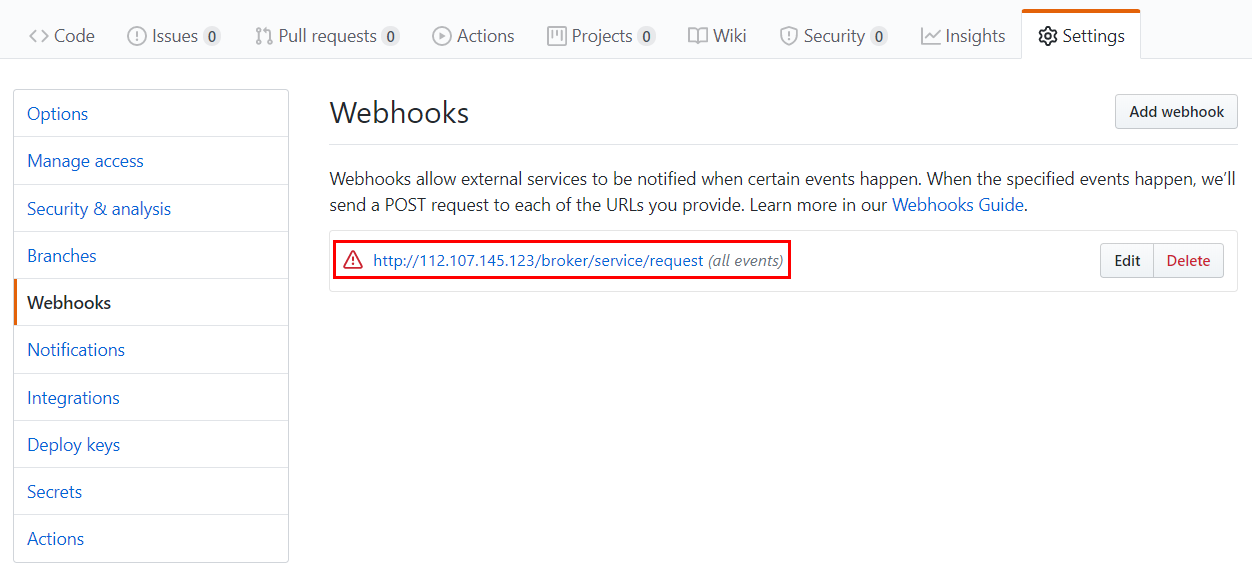 Code Issues 0 Pull requests 0 Actions Projects 0 Wiki Security 0 Insights Settings
Options
Manage access
Security & analysis
Branches
Webhooks
Notifications
Integrations
Deploy keys
Secrets
Actions
Webhooks Add webhook
Webhooks allow external services to be notified when certain events happen. When the specified events happen, we’ll
send a POST request to each of the URLs you provide. Learn more in our Webhooks Guide.
http://112.107.145.123/broker/service/request (all events) Edit Delete